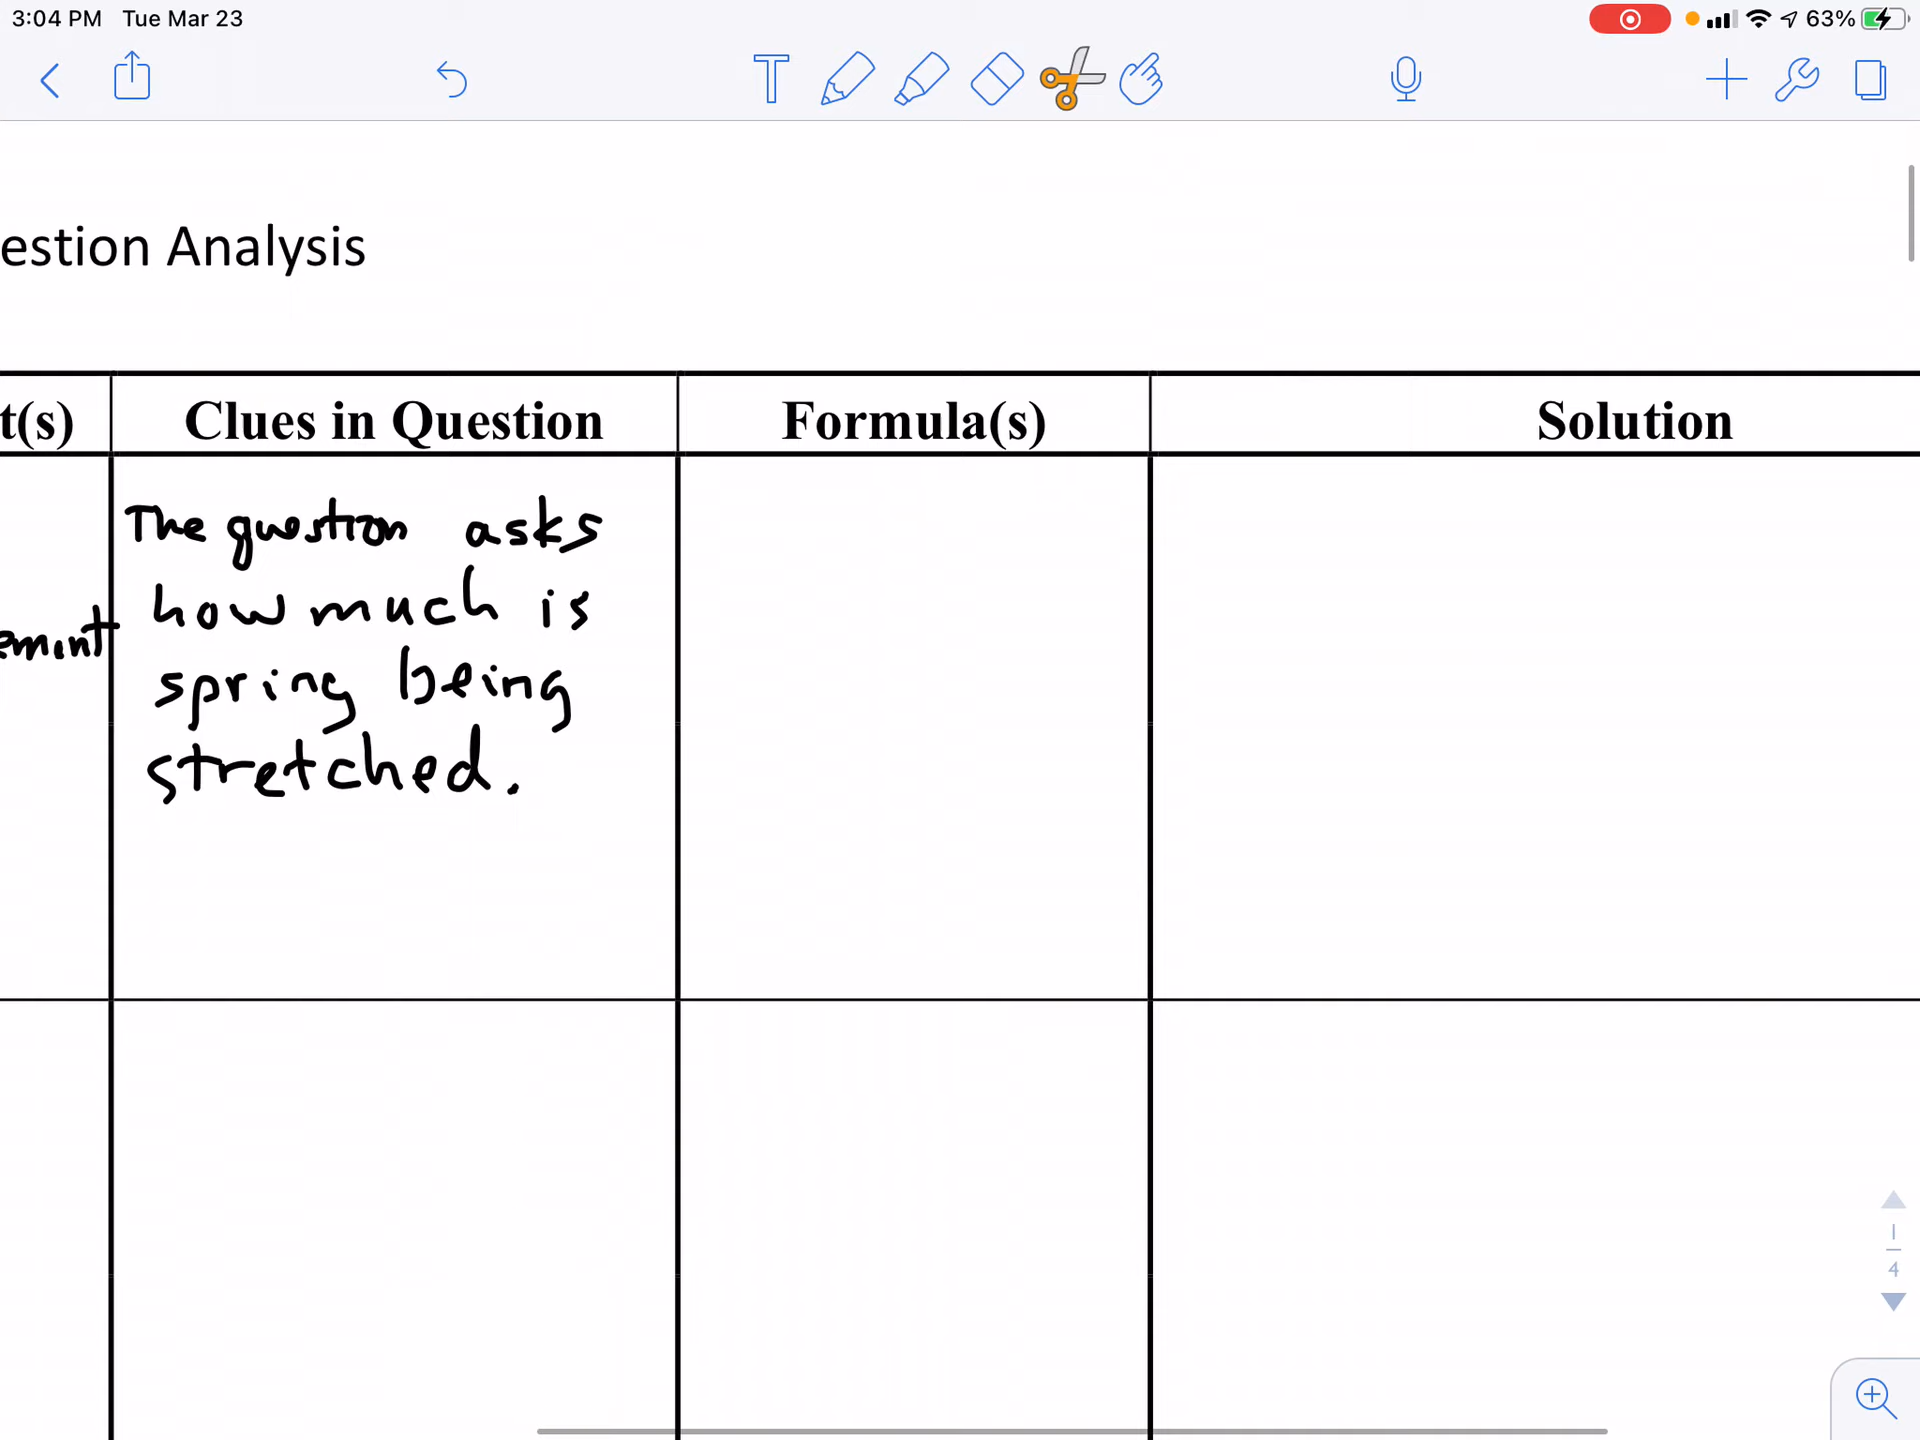 3:04 PM Tue Mar 23 63%
T
estion Analysis
t(s) Clues in Question Formula(s) Solution
The question asks
how much is
ement spring being
stretched.
1
4